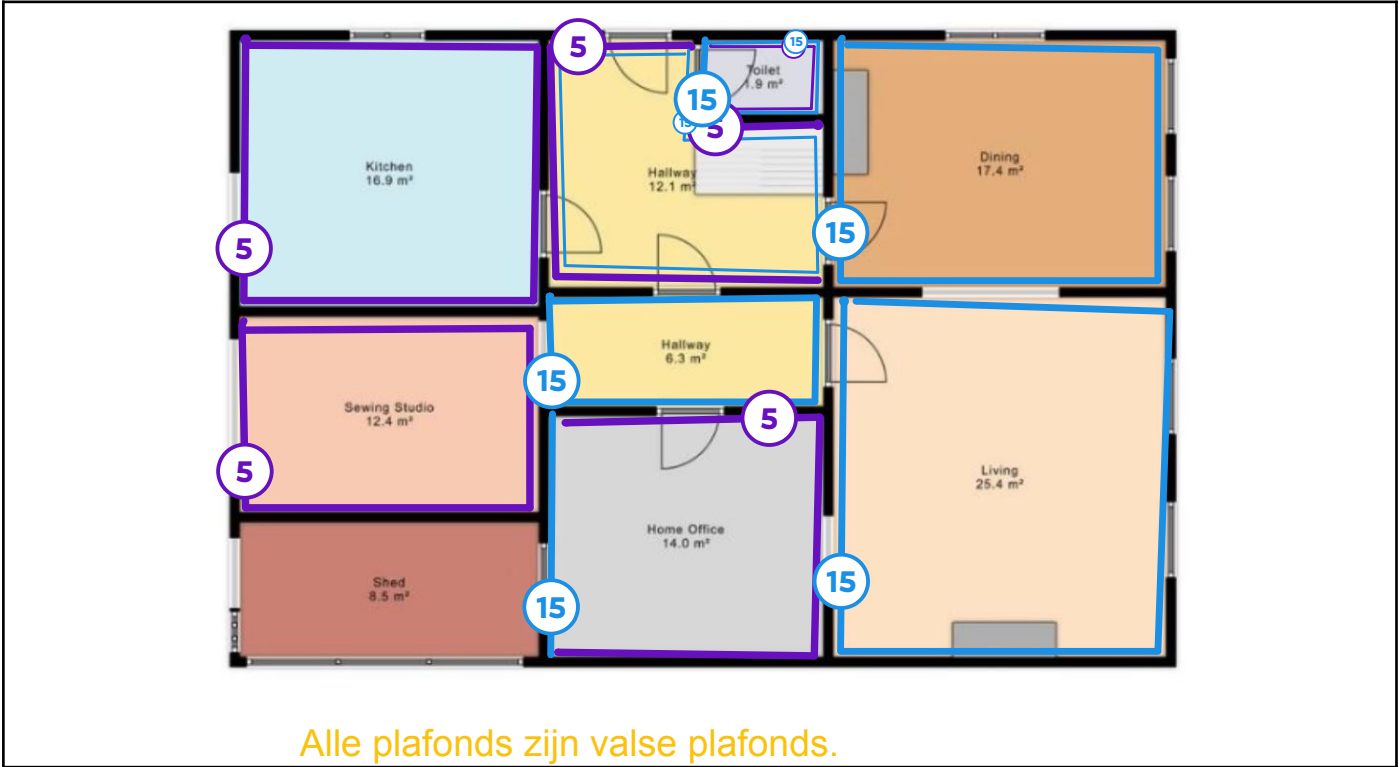 5
15
15
Toilet
1.9 m²
15
5
Kitchen
16.9 m²
Hallway
12.1 m²
Dining
17.4 m²
5
15
Hallway
6.3 m²
15
Sewing Studio
12.4 m²
5
5
Living
25.4 m²
Home Office
14.0 m²
Shed
8.5 m²
15
15
Alle plafonds zijn valse plafonds.